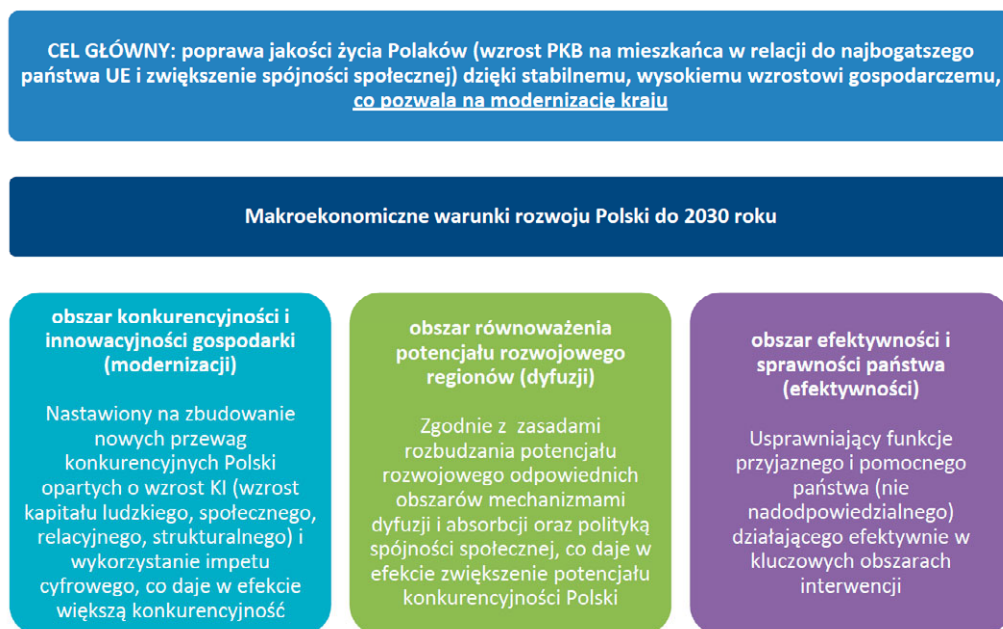 CEL GŁÓWNY: poprawa jakości życia Polaków (wzrost PKB na mieszkańca w relacji do najbogatszego
państwa UE i zwiększenie spójności społecznej) dzięki stabilnemu, wysokiemu wzrostowi gospodarczemu,
co pozwala na modernizację kraju
Makroekonomiczne warunki rozwoju Polski do 2030 roku
obszar konkurencyjności i
innowacyjności gospodarki
(modernizacji)
Nastawiony na zbudowanie
nowych przewag
konkurencyjnych Polski
opartych o wzrost KI (wzrost
kapitału ludzkiego, społecznego,
relacyjnego, strukturalnego) i
wykorzystanie impetu
cyfrowego, co daje w efekcie
większą konkurencyjność
obszar równoważenia
potencjału rozwojowego
regionów (dyfuzji)
Zgodnie z zasadami
rozbudzania potencjału
rozwojowego odpowiednich
obszarów mechanizmami
dyfuzji i absorbcji oraz polityką
spójności społecznej, co daje w
efekcie zwiększenie potencjału
konkurencyjności Polski
obszar efektywności i
sprawności państwa
(efektywności)
Usprawniający funkcje
przyjaznego i pomocnego
państwa (nie
nadodpowiedzialnego)
działającego efektywnie w
kluczowych obszarach
interwencji